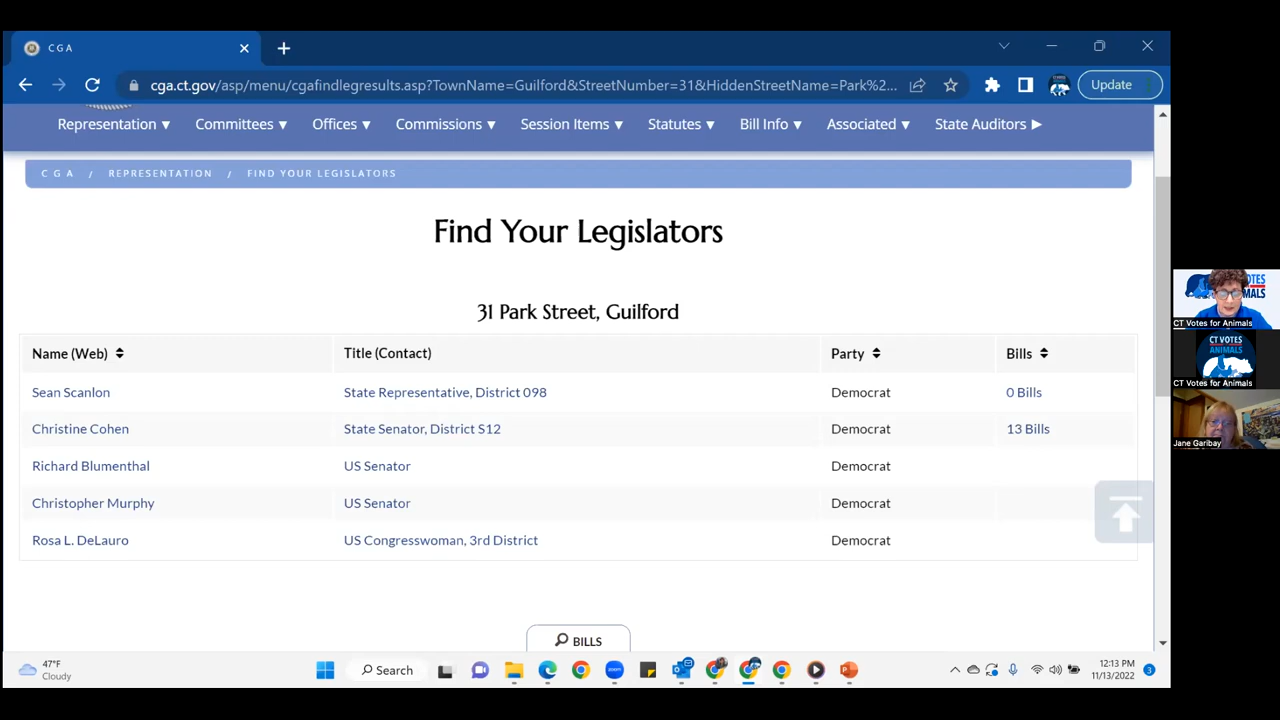 CGA
cga.ct.gov/asp/menu/cgafindlegresults.asp?TownName=Guilford&StreetNumber=31&HiddenStreetName=Park%2...
Update
Representation ▼ Committees ▼ Offices ▼ Commissions ▼ Session Items ▼ Statutes ▼ Bill Info ▼ Associated ▼ State Auditors ▶
C G A / REPRESENTATION / FIND YOUR LEGISLATORS
Find Your Legislators
31 Park Street, Guilford
Name (Web) Title (Contact) Party Bills
Sean Scanlon State Representative, District 098 Democrat 0 Bills
Christine Cohen State Senator, District S12 Democrat 13 Bills
Richard Blumenthal US Senator Democrat
Christopher Murphy US Senator Democrat
Rosa L. DeLauro US Congresswoman, 3rd District Democrat
BILLS
47°F
Cloudy
Search
12:13 PM
11/13/2022
3
CT Votes for Animals
CT VOTES
ANIMALS
CT Votes for Animals
Jane Garibay